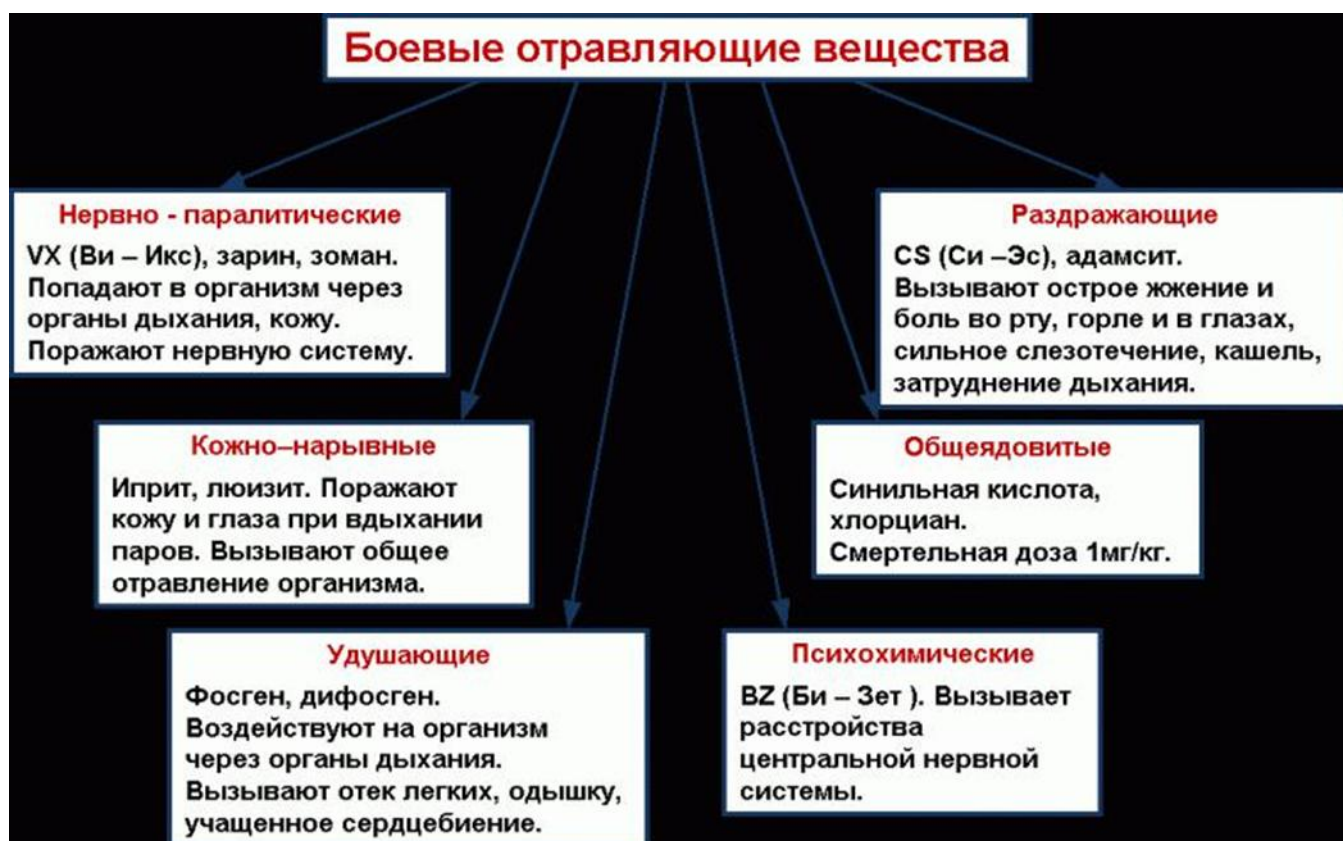 Боевые отравляющие вещества
Нервно - паралитические
VX (Ви – Икс), зарин, зоман.
Попадают в организм через
органы дыхания, кожу.
Поражают нервную систему.
Раздражающие
CS (Си –Эс), адамсит.
Вызывают острое жжение и
боль во рту, горле и в глазах,
сильное слезотечение, кашель,
затруднение дыхания.
Кожно–нарывные
Иприт, люизит. Поражают
кожу и глаза при вдыхании
паров. Вызывают общее
отравление организма.
Общеядовитые
Синильная кислота,
хлорциан.
Смертельная доза 1мг/кг.
Удушающие
Фосген, дифосген.
Воздействуют на организм
через органы дыхания.
Вызывают отек легких, одышку,
учащенное сердцебиение.
Психохимические
BZ (Би – Зет ). Вызывает
расстройства
центральной нервной
системы.